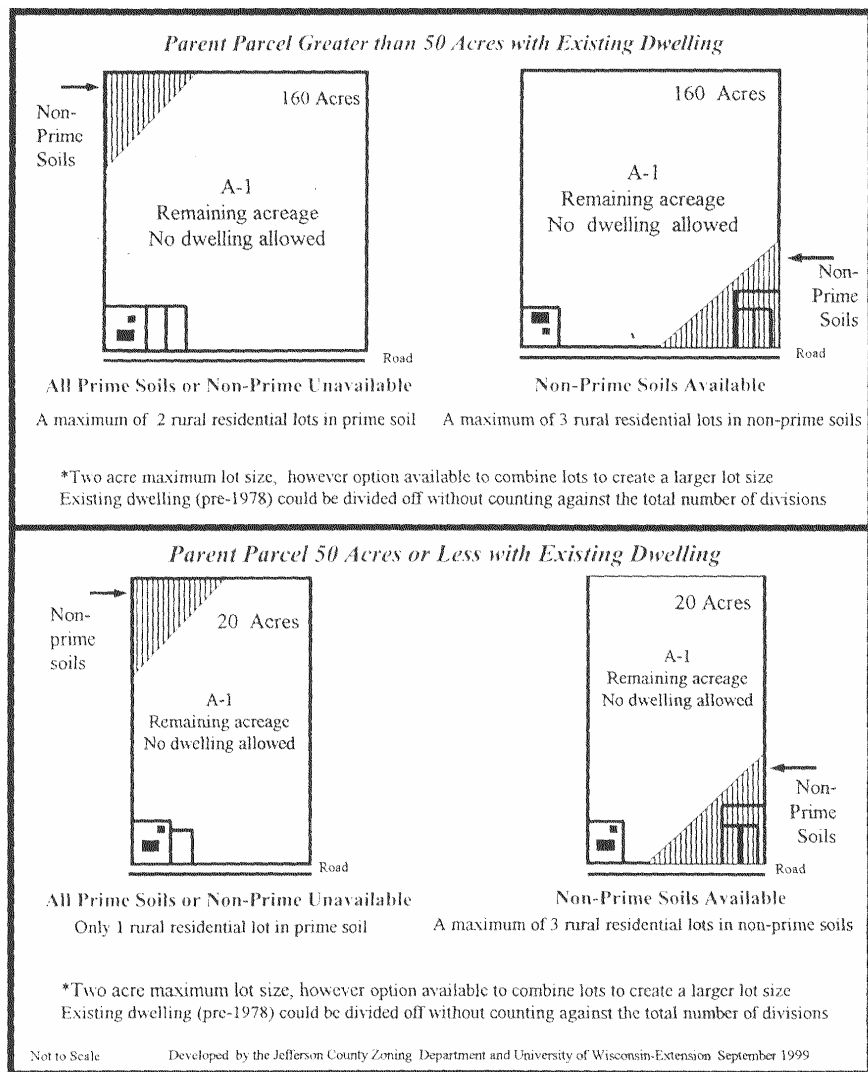 Parent Parcel Greater than 50 Acres with Existing Dwelling
Non-
Prime
Soils
160 Acres
A-1
Remaining acreage
No dwelling allowed
Road
All Prime Soils or Non-Prime Unavailable
A maximum of 2 rural residential lots in prime soil
160 Acres
A-1
Remaining acreage
No dwelling allowed
Non-
Prime
Soils
Road
Non-Prime Soils Available
A maximum of 3 rural residential lots in non-prime soils
*Two acre maximum lot size, however option available to combine lots to create a larger lot size
Existing dwelling (pre-1978) could be divided off without counting against the total number of divisions
Parent Parcel 50 Acres or Less with Existing Dwelling
Non-
prime
soils
20 Acres
A-1
Remaining acreage
No dwelling allowed
Road
All Prime Soils or Non-Prime Unavailable
Only 1 rural residential lot in prime soil
20 Acres
A-1
Remaining acreage
No dwelling allowed
Non-
Prime
Soils
Road
Non-Prime Soils Available
A maximum of 3 rural residential lots in non-prime soils
*Two acre maximum lot size, however option available to combine lots to create a larger lot size
Existing dwelling (pre-1978) could be divided off without counting against the total number of divisions
Not to Scale
Developed by the Jefferson County Zoning Department and University of Wisconsin-Extension September 1999